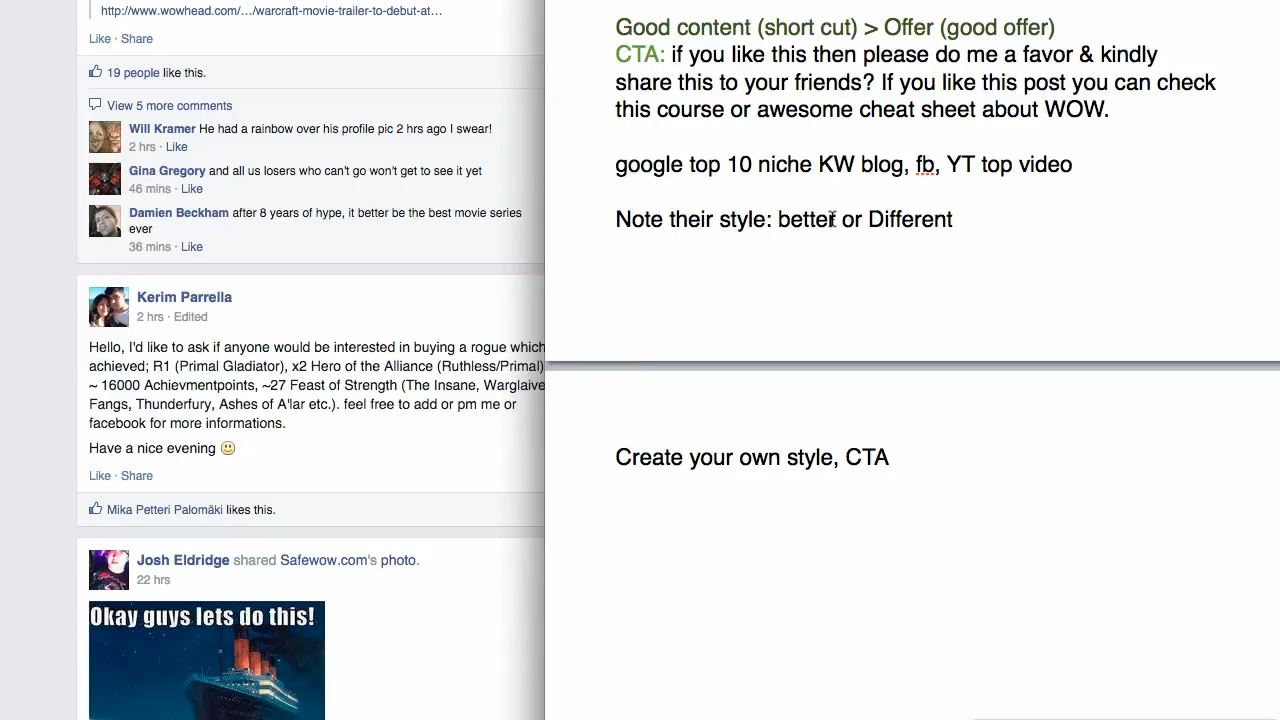 http://www.wowhead.com/.../warcraft-movie-trailer-to-debut-at...
Like · Share
19 people like this.
View 5 more comments
Will Kramer He had a rainbow over his profile pic 2 hrs ago I swear!
2 hrs · Like
Gina Gregory and all us losers who can't go won't get to see it yet
46 mins · Like
Damien Beckham after 8 years of hype, it better be the best movie series
ever
36 mins · Like
Kerim Parrella
2 hrs · Edited
Hello, I'd like to ask if anyone would be interested in buying a rogue which
achieved; R1 (Primal Gladiator), x2 Hero of the Alliance (Ruthless/Primal)
~ 16000 Achievmentpoints, ~27 Feast of Strength (The Insane, Warglaive
Fangs, Thunderfury, Ashes of A'lar etc.). feel free to add or pm me or
facebook for more informations.
Have a nice evening
Like · Share
Mika Petteri Palomäki likes this.
Josh Eldridge shared Safewow.com's photo.
22 hrs
Okay guys lets do this!
Good content (short cut) > Offer (good offer)
CTA: if you like this then please do me a favor & kindly
share this to your friends? If you like this post you can check
this course or awesome cheat sheet about WOW.
google top 10 niche KW blog, fb, YT top video
Note their style: better or Different
Create your own style, CTA